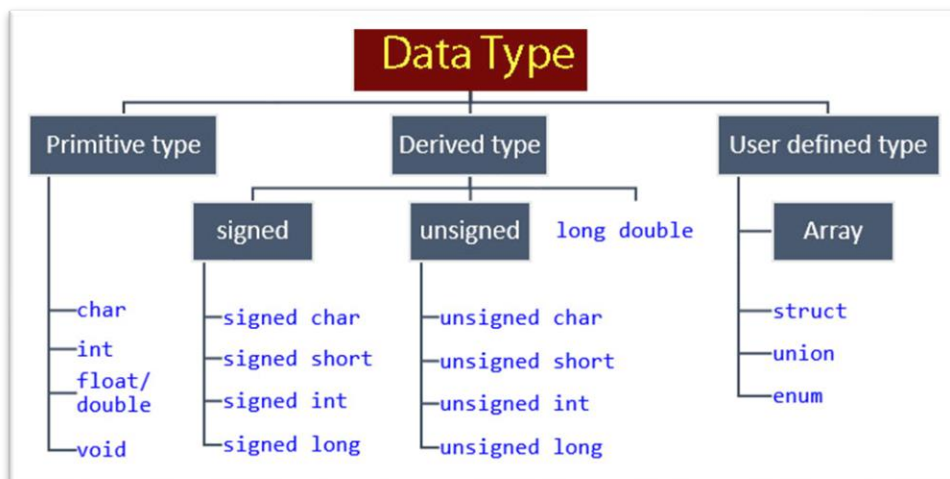 Data Type
Primitive type
Derived type
User defined type
signed
unsigned
long double
Array
char
int
float/
double
void
signed char
signed short
signed int
signed long
unsigned char
unsigned short
unsigned int
unsigned long
struct
union
enum